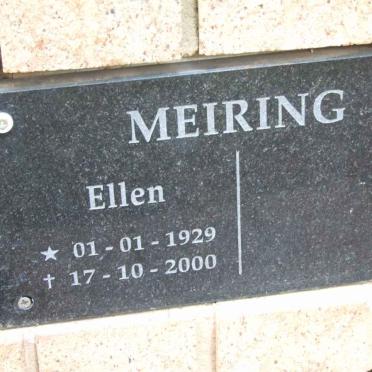 MEIRING
Ellen
★ 01 - 01 - 1929
† 17 - 10 - 2000